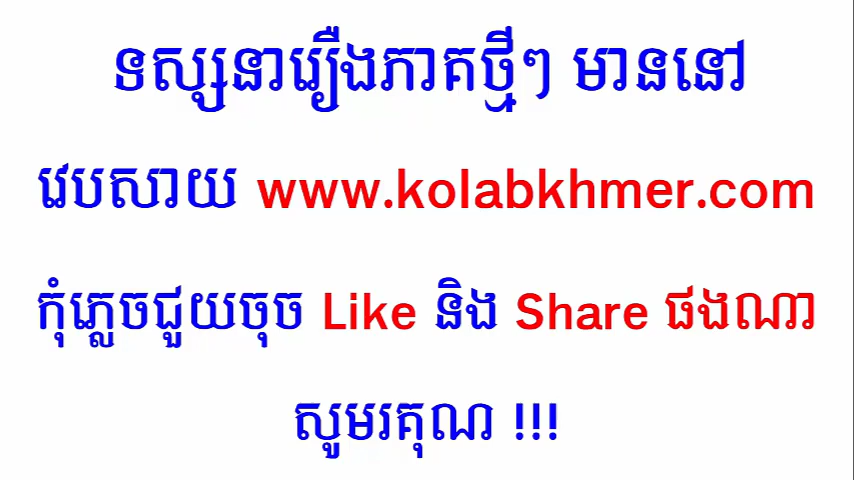 ទស្សនារឿងភាគថ្មីៗ មាននៅ
វេបសាយ www.kolabkhmer.com
កុំភ្លេចជួយចុច Like និង Share ផងណា
សូមរគុណ !!!